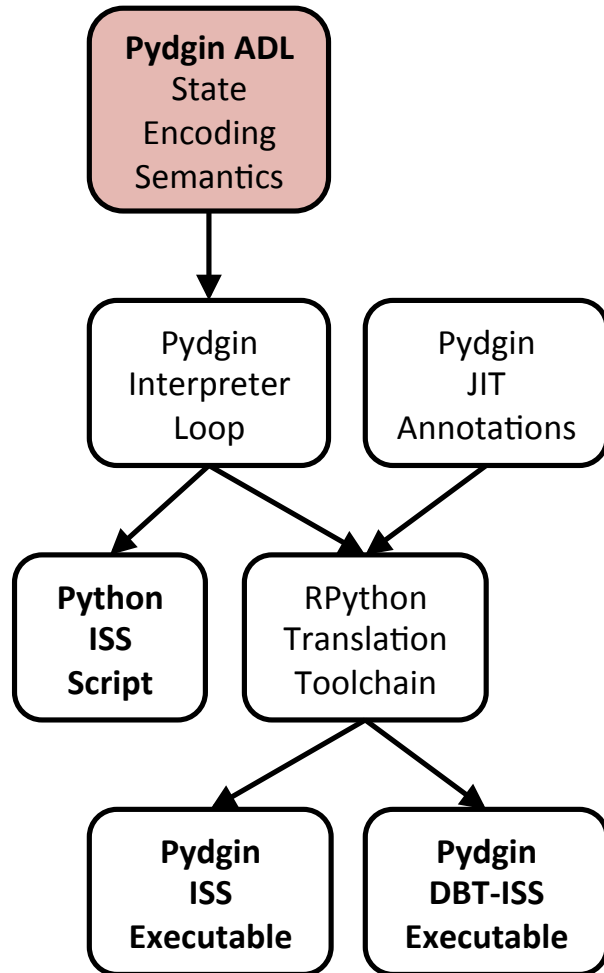 Pydgin ADL
State
Encoding
Semantics
Pydgin
Interpreter
Loop
Pydgin
JIT
Annotations
Python
ISS
Script
RPython
Translation
Toolchain
Pydgin
ISS
Executable
Pydgin
DBT-ISS
Executable